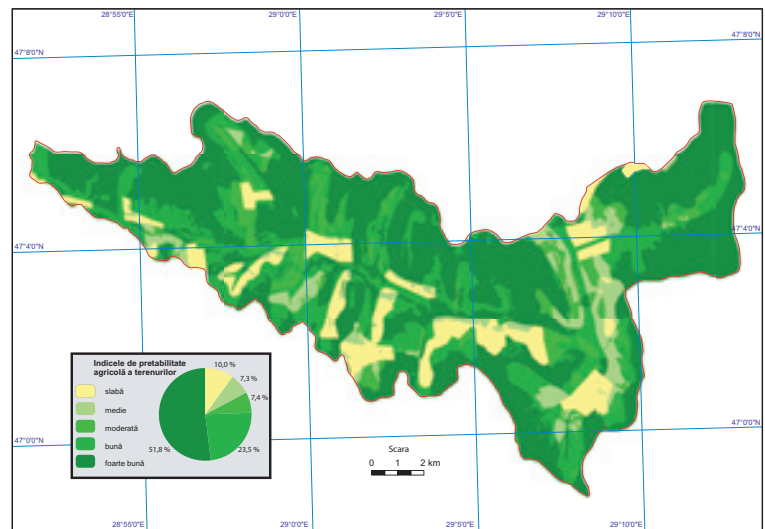 28°55'0"E 29°0'0"E 29°5'0"E 29°10'0"E
47°8'0"N 47°8'0"N
47°4'0"N 47°4'0"N
47°0'0"N 47°0'0"N
Indicele de pretabilitate
agricolă a terenurilor
slabă
medie
moderată
bună
foarte bună
10,0 %
7,3 %
7,4 %
23,5 %
51,8 %
Scara
0 1 2 km
28°55'0"E 29°0'0"E 29°5'0"E 29°10'0"E